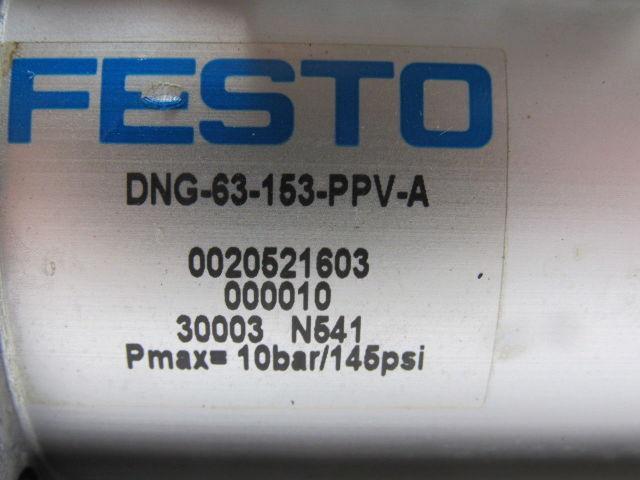 FESTO
DNG-63-153-PPV-A
0020521603
000010
30003 N541
Pmax= 10bar/145psi